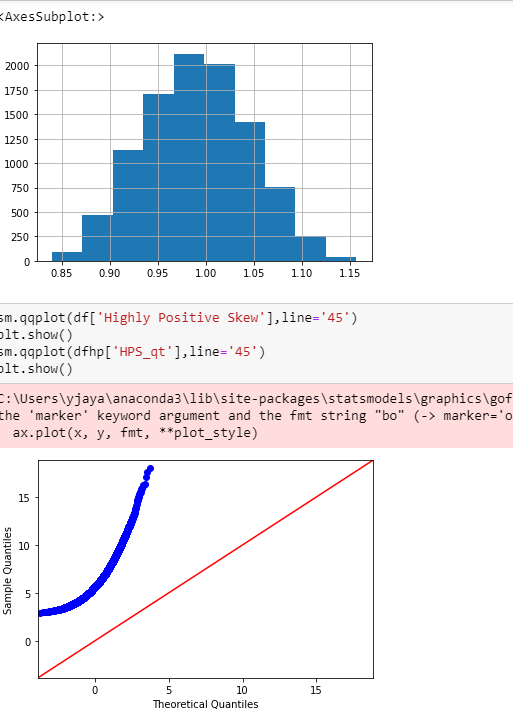 <AxesSubplot:>
2000
1750
1500
1250
1000
750
500
250
0
0.85 0.90 0.95 1.00 1.05 1.10 1.15
sm.qqplot(df['Highly Positive Skew'],line='45')
plt.show()
sm.qqplot(dfhp['HPS_qt'],line='45')
plt.show()
C:\Users\yjaya\anaconda3\lib\site-packages\statsmodels\graphics\gof
the 'marker' keyword argument and the fmt string "bo" (-> marker='o
ax.plot(x, y, fmt, **plot_style)
15
10
5
0
Sample Quantiles
0 5 10 15
Theoretical Quantiles